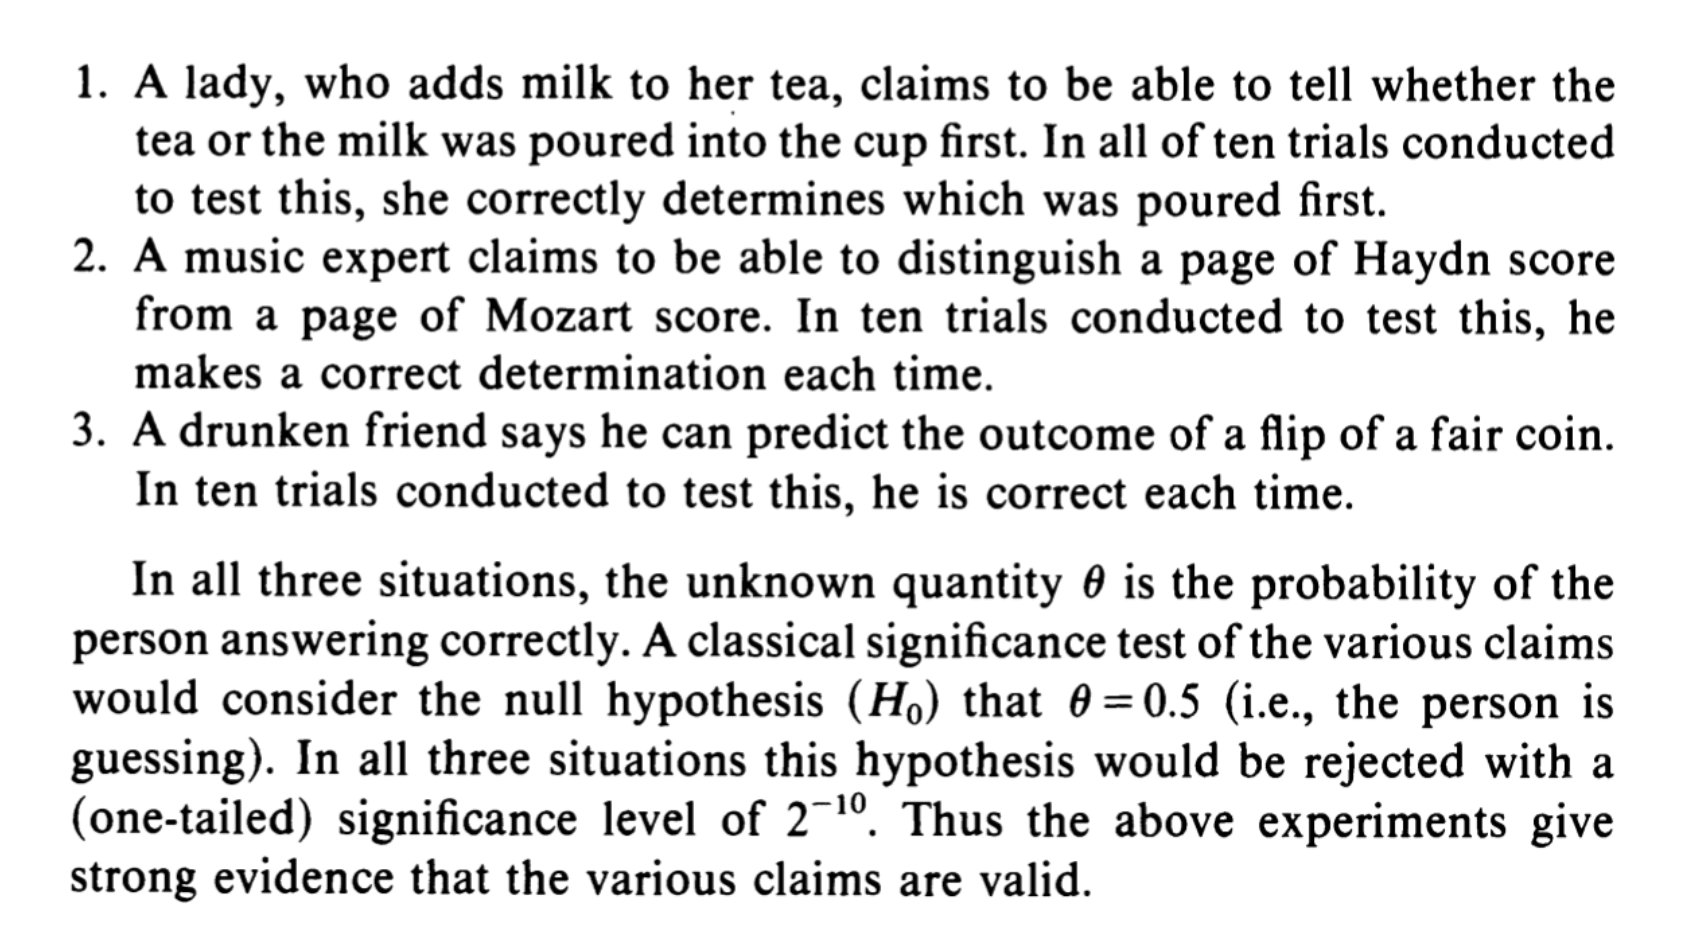 1. A lady, who adds milk to her tea, claims to be able to tell whether the
tea or the milk was poured into the cup first. In all of ten trials conducted
to test this, she correctly determines which was poured first.
2. A music expert claims to be able to distinguish a page of Haydn score
from a page of Mozart score. In ten trials conducted to test this, he
makes a correct determination each time.
3. A drunken friend says he can predict the outcome of a flip of a fair coin.
In ten trials conducted to test this, he is correct each time.
In all three situations, the unknown quantity θ is the probability of the
person answering correctly. A classical significance test of the various claims
would consider the null hypothesis (H₀) that θ = 0.5 (i.e., the person is
guessing). In all three situations this hypothesis would be rejected with a
(one-tailed) significance level of 2⁻¹⁰. Thus the above experiments give
strong evidence that the various claims are valid.